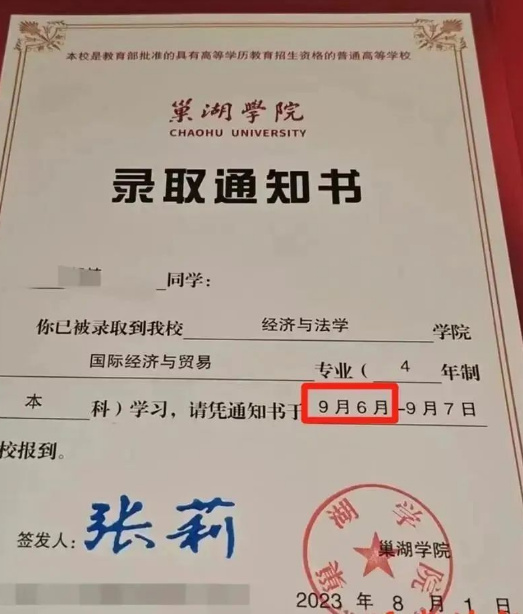 本校是教育部批准的具有高等学历教育招生资格的普通高等学校
巢湖學院
CHAOHU UNIVERSITY
录取通知书
同学：
你已被录取到我校 经济与法学 学院
国际经济与贸易 专业（ 4 年制
本 科）学习，请凭通知书于 9月6月-9月7日
校报到。
签发人：张莉
巢湖学院
2023 年 8 月 1 日